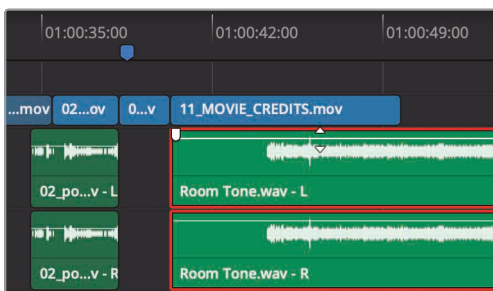 01:00:35:00 01:00:42:00 01:00:49:00
...mov 02...ov 0...v 11_MOVIE_CREDITS.mov
02_po...v - L Room Tone.wav - L
02_po...v - R Room Tone.wav - R